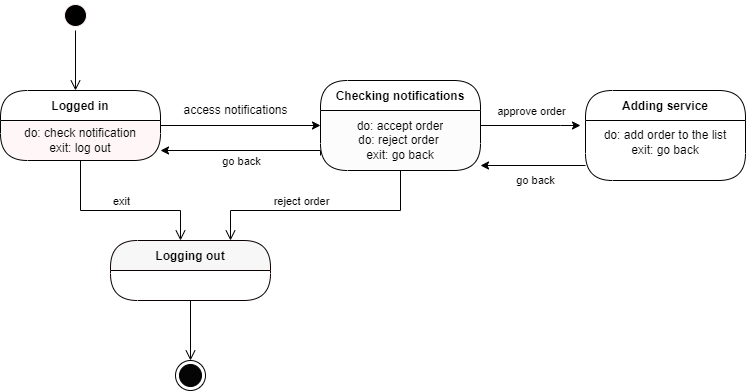 Logged in
do: check notification
exit: log out
access notifications
go back
Checking notifications
do: accept order
do: reject order
exit: go back
approve order
go back
Adding service
do: add order to the list
exit: go back
exit
reject order
Logging out